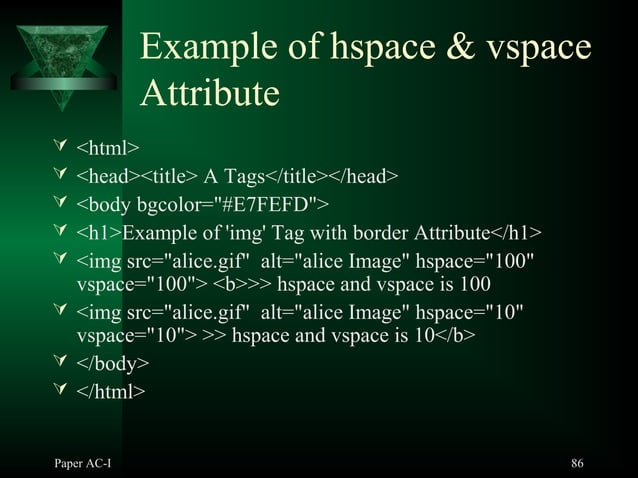 Example of hspace & vspace
Attribute
<html>
<head><title> A Tags</title></head>
<body bgcolor="#E7FEFD">
<h1>Example of 'img' Tag with border Attribute</h1>
<img src="alice.gif"  alt="alice Image" hspace="100"
vspace="100"> <b>>> hspace and vspace is 100
<img src="alice.gif"  alt="alice Image" hspace="10"
vspace="10"> >> hspace and vspace is 10</b>
</body>
</html>
Paper AC-I 86